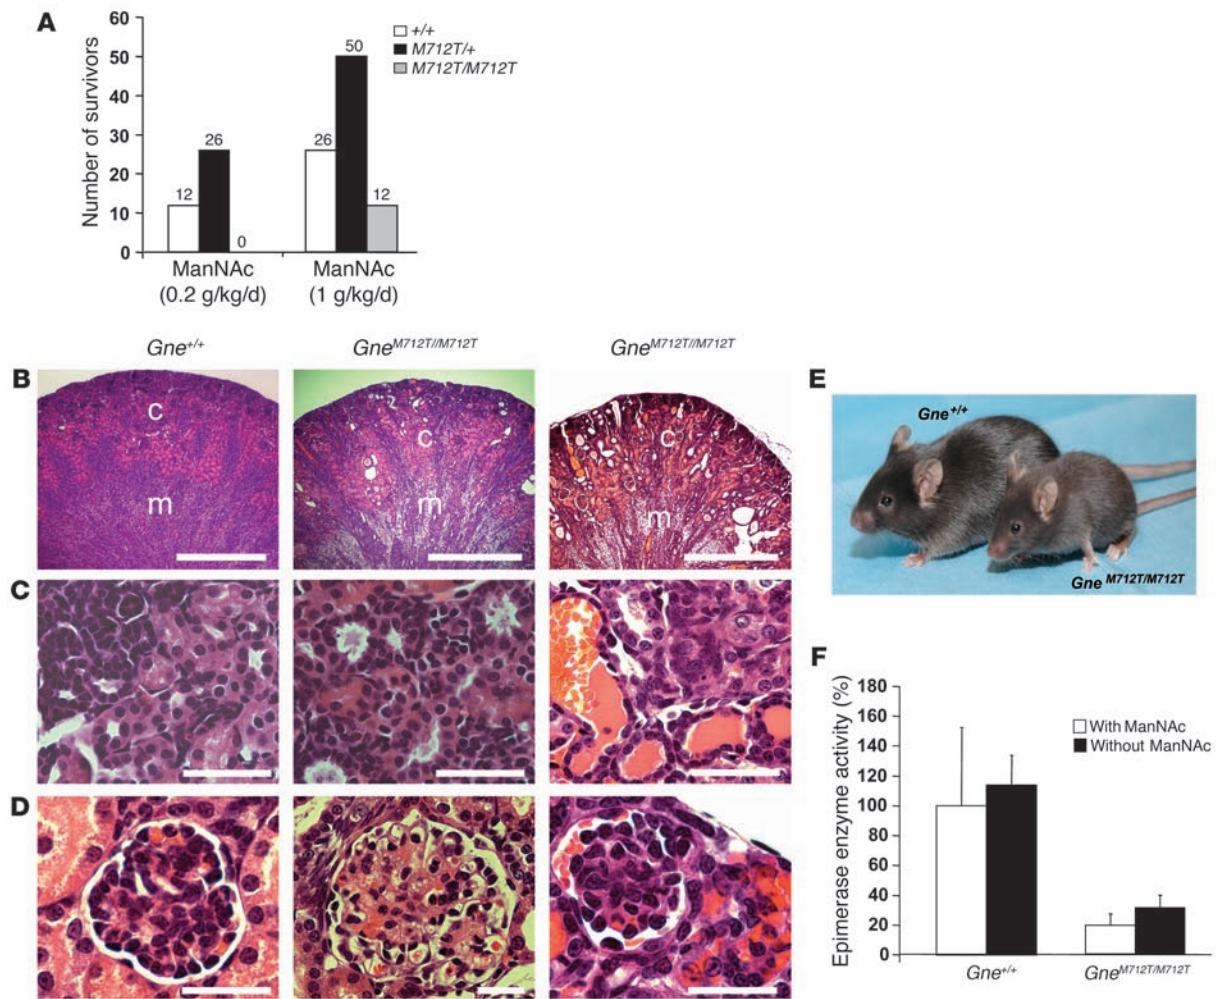 A
60
50
40
30
20
10
0
Number of survivors
+/+
M712T/+
M712T/M712T
12
26
0
26
50
12
ManNAc
(0.2 g/kg/d)
ManNAc
(1 g/kg/d)
Gne+/+
GneM712T//M712T
GneM712T//M712T
B
c
m
c
m
c
m
C
D
E
Gne+/+
Gne M712T/M712T
F
Epimerase enzyme activity (%)
180
160
140
120
100
80
60
40
20
0
With ManNAc
Without ManNAc
Gne+/+
GneM712T/M712T